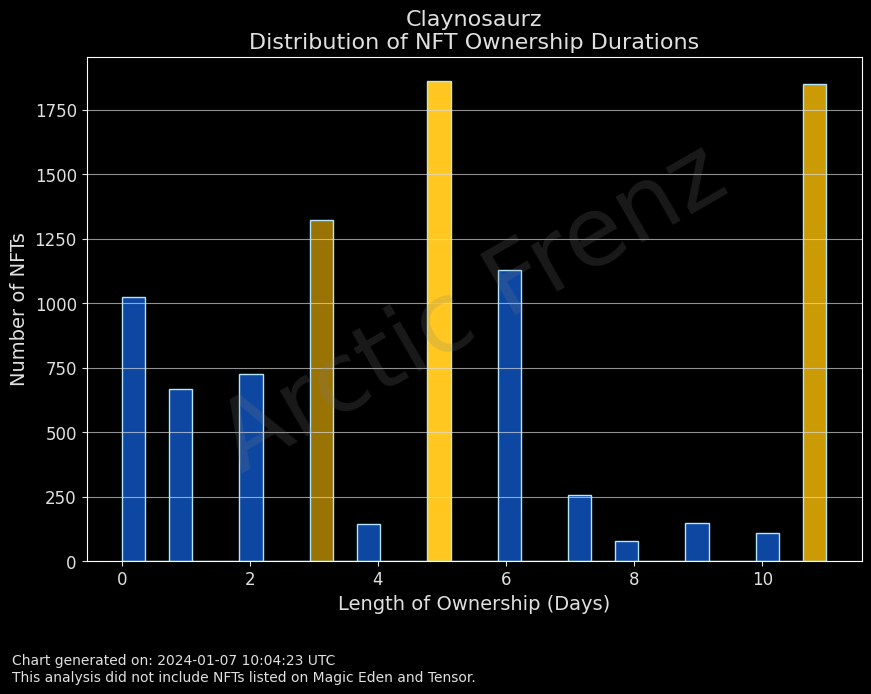 Claynosaurz
Distribution of NFT Ownership Durations
Number of NFTs
1750
1500
1250
1000
750
500
250
0
0 2 4 6 8 10
Length of Ownership (Days)
Arctic Frenz
Chart generated on: 2024-01-07 10:04:23 UTC
This analysis did not include NFTs listed on Magic Eden and Tensor.